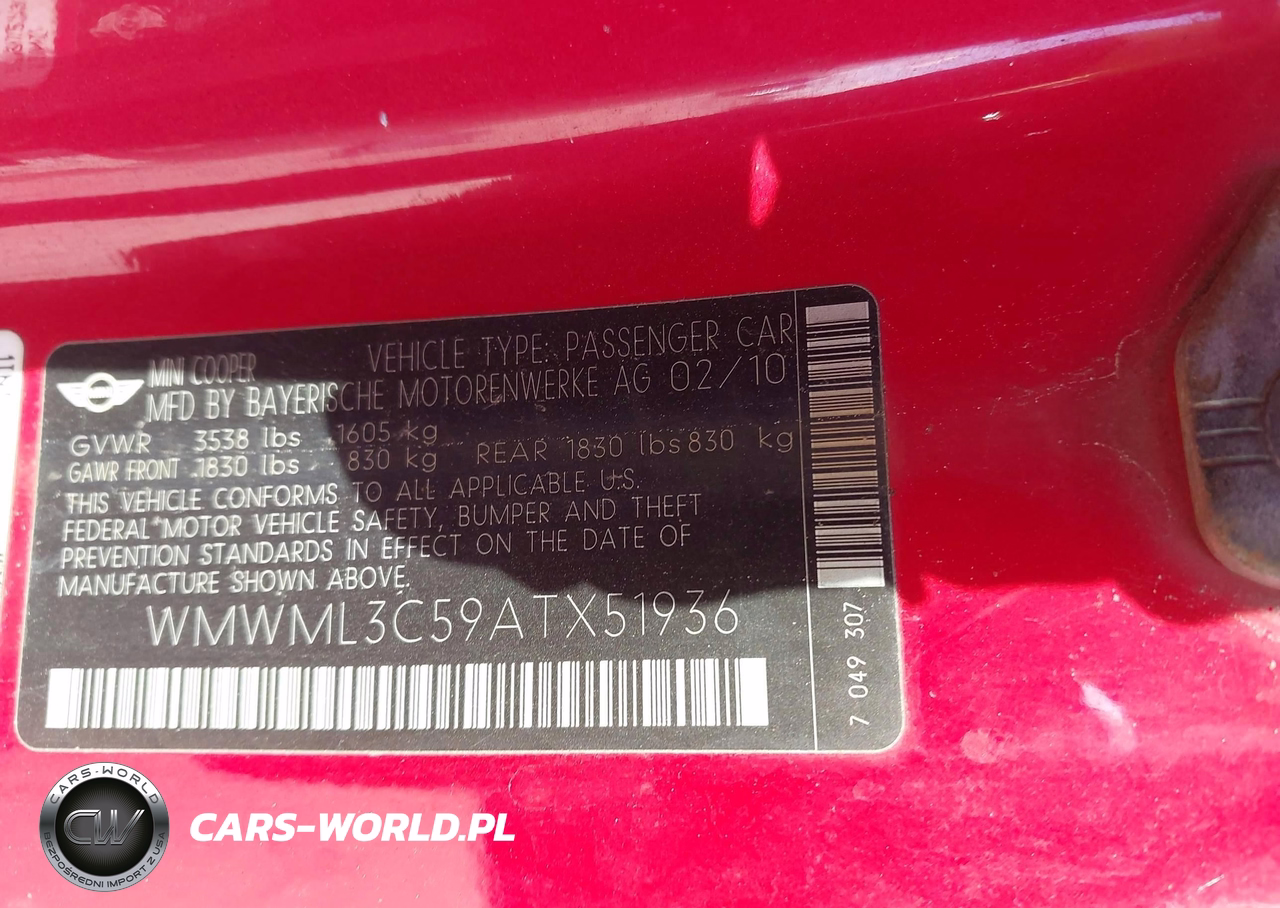 MINI COOPER VEHICLE TYPE: PASSENGER CAR
MFD BY BAYERISCHE MOTORENWERKE AG 02/10
GVWR 3538 lbs 1605 kg
GAWR FRONT 1830 lbs 830 kg REAR 1830 lbs 830 kg
THIS VEHICLE CONFORMS TO ALL APPLICABLE U.S.
FEDERAL MOTOR VEHICLE SAFETY, BUMPER AND THEFT
PREVENTION STANDARDS IN EFFECT ON THE DATE OF
MANUFACTURE SHOWN ABOVE.
WMWML3C59ATX51936
7 049 307
CARS-WORLD
CW
BEZPOŚREDNI IMPORT Z USA
CARS-WORLD.PL